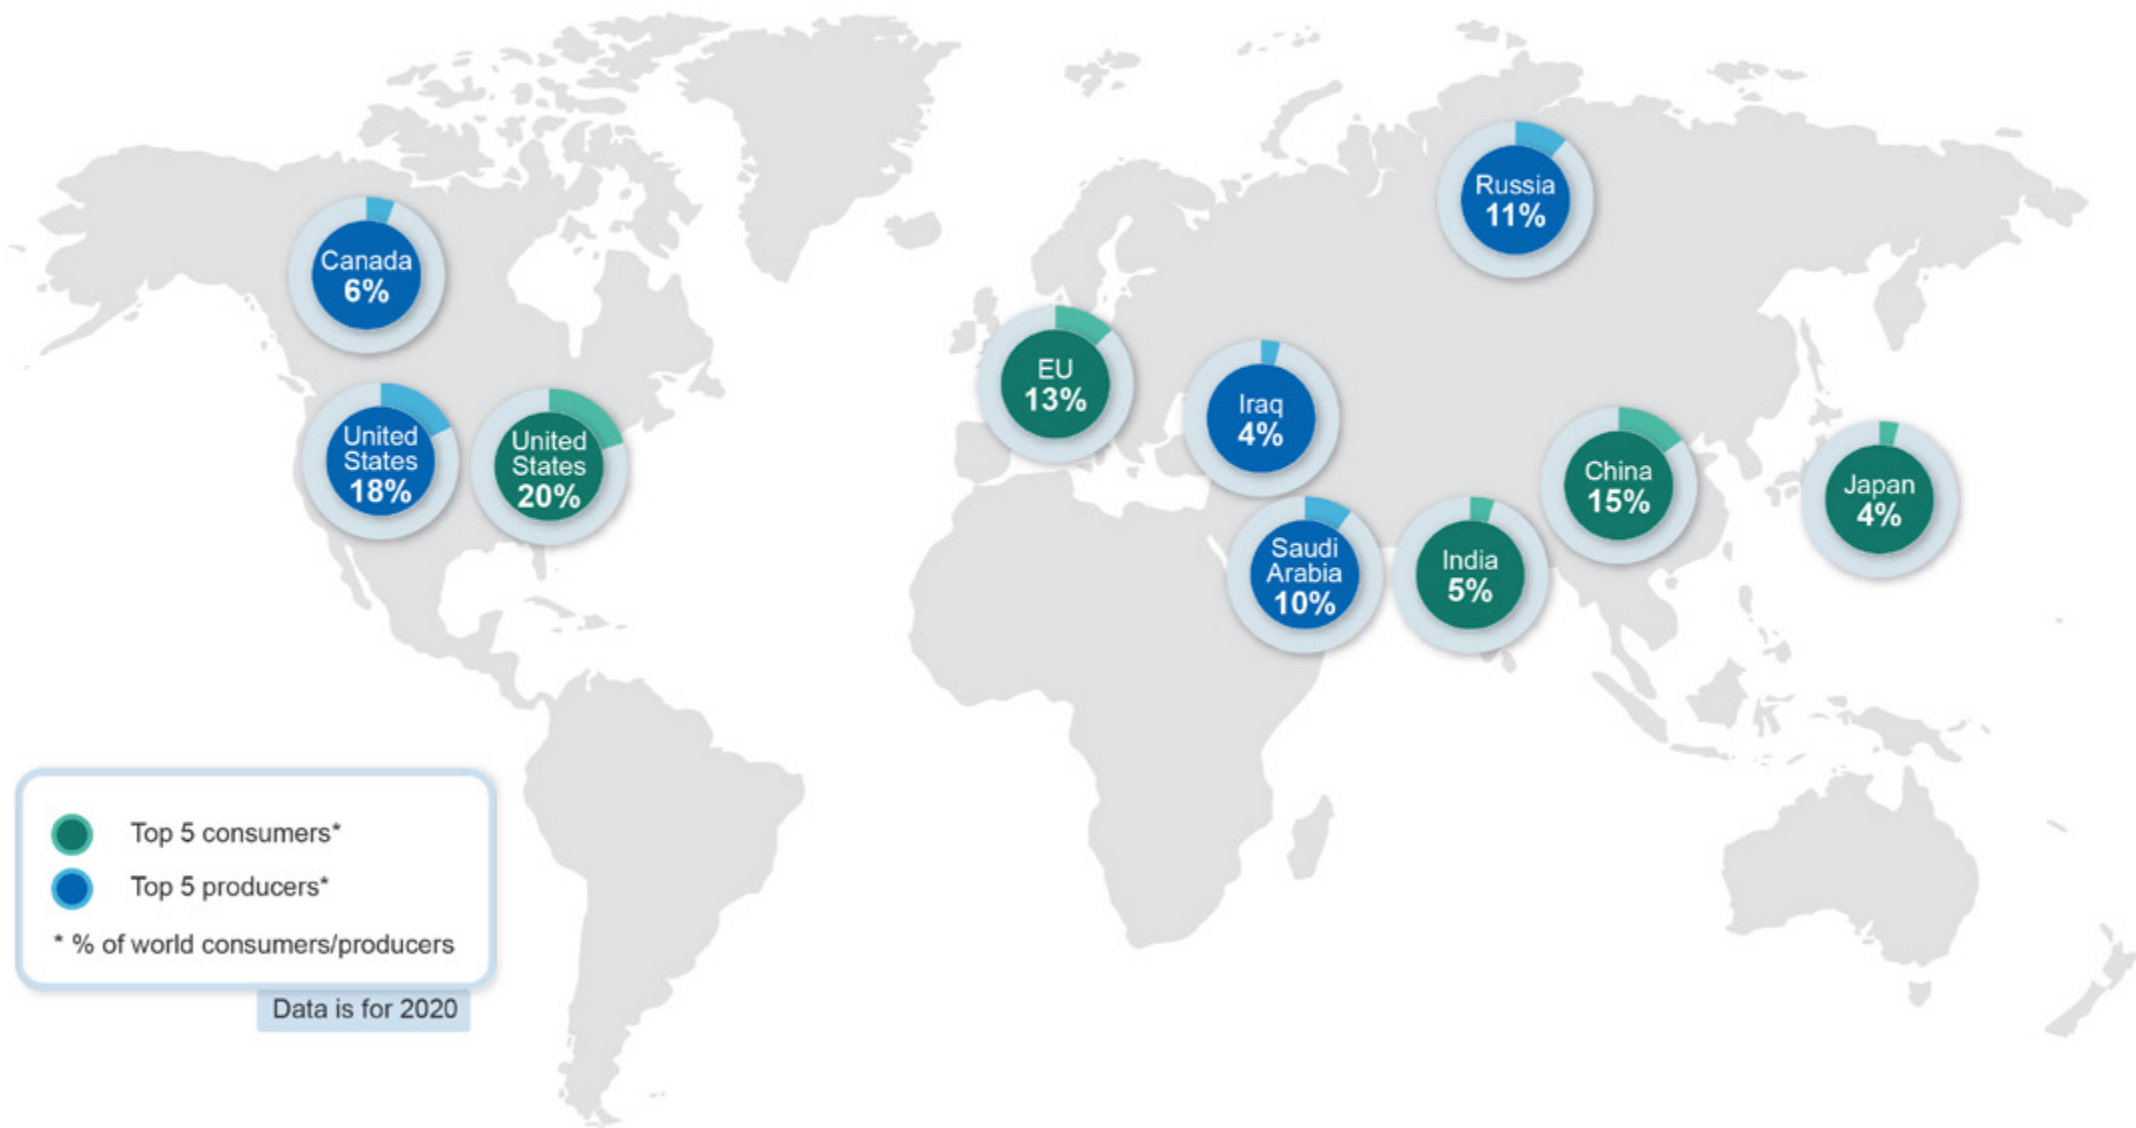 Russia
11%
Canada
6%
EU
13%
Iraq
4%
United
States
18%
United
States
20%
China
15%
Japan
4%
Saudi
Arabia
10%
India
5%
Top 5 consumers*
Top 5 producers*
* % of world consumers/producers
Data is for 2020